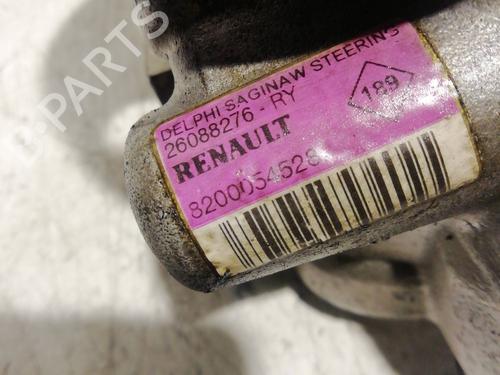 B-PARTS
DELPHI SAGINAW STEERING
26088276 - RY
189
RENAULT
8200054528